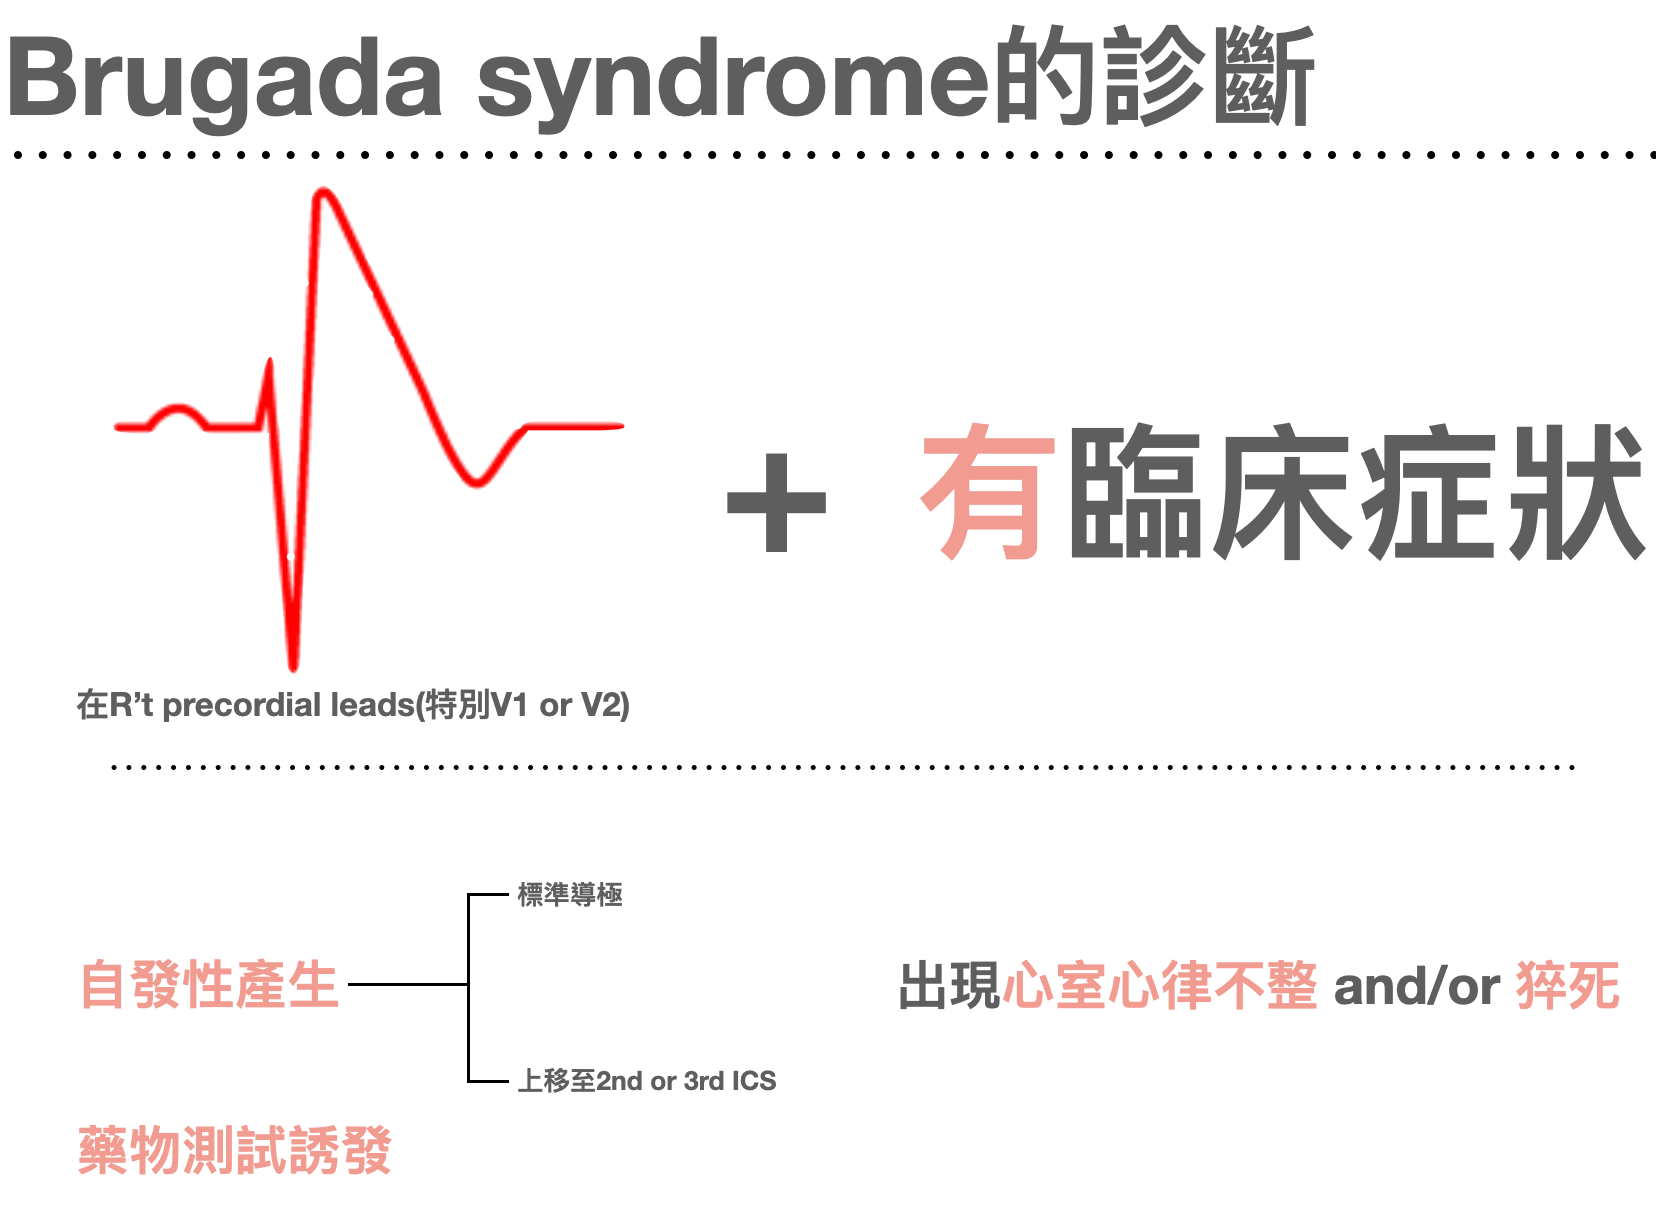 Brugada syndrome的診斷
+ 有臨床症狀
在R’t precordial leads(特別V1 or V2)
標準導極
自發性產生
出現心室心律不整 and/or 猝死
上移至2nd or 3rd ICS
藥物測試誘發